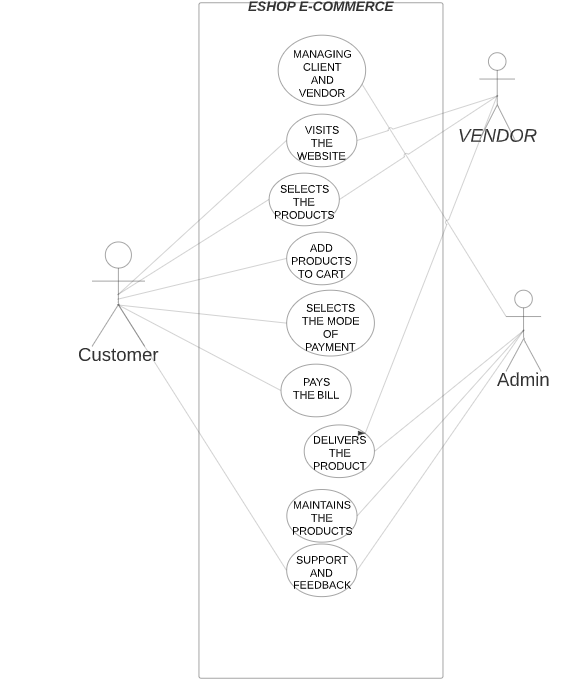 ESHOP E-COMMERCE
MANAGING
CLIENT
AND
VENDOR
VISITS
THE
WEBSITE
VENDOR
SELECTS
THE
PRODUCTS
ADD
PRODUCTS
TO CART
SELECTS
THE MODE
OF
PAYMENT
Customer
PAYS
THE BILL
Admin
DELIVERS
THE
PRODUCT
MAINTAINS
THE
PRODUCTS
SUPPORT
AND
FEEDBACK